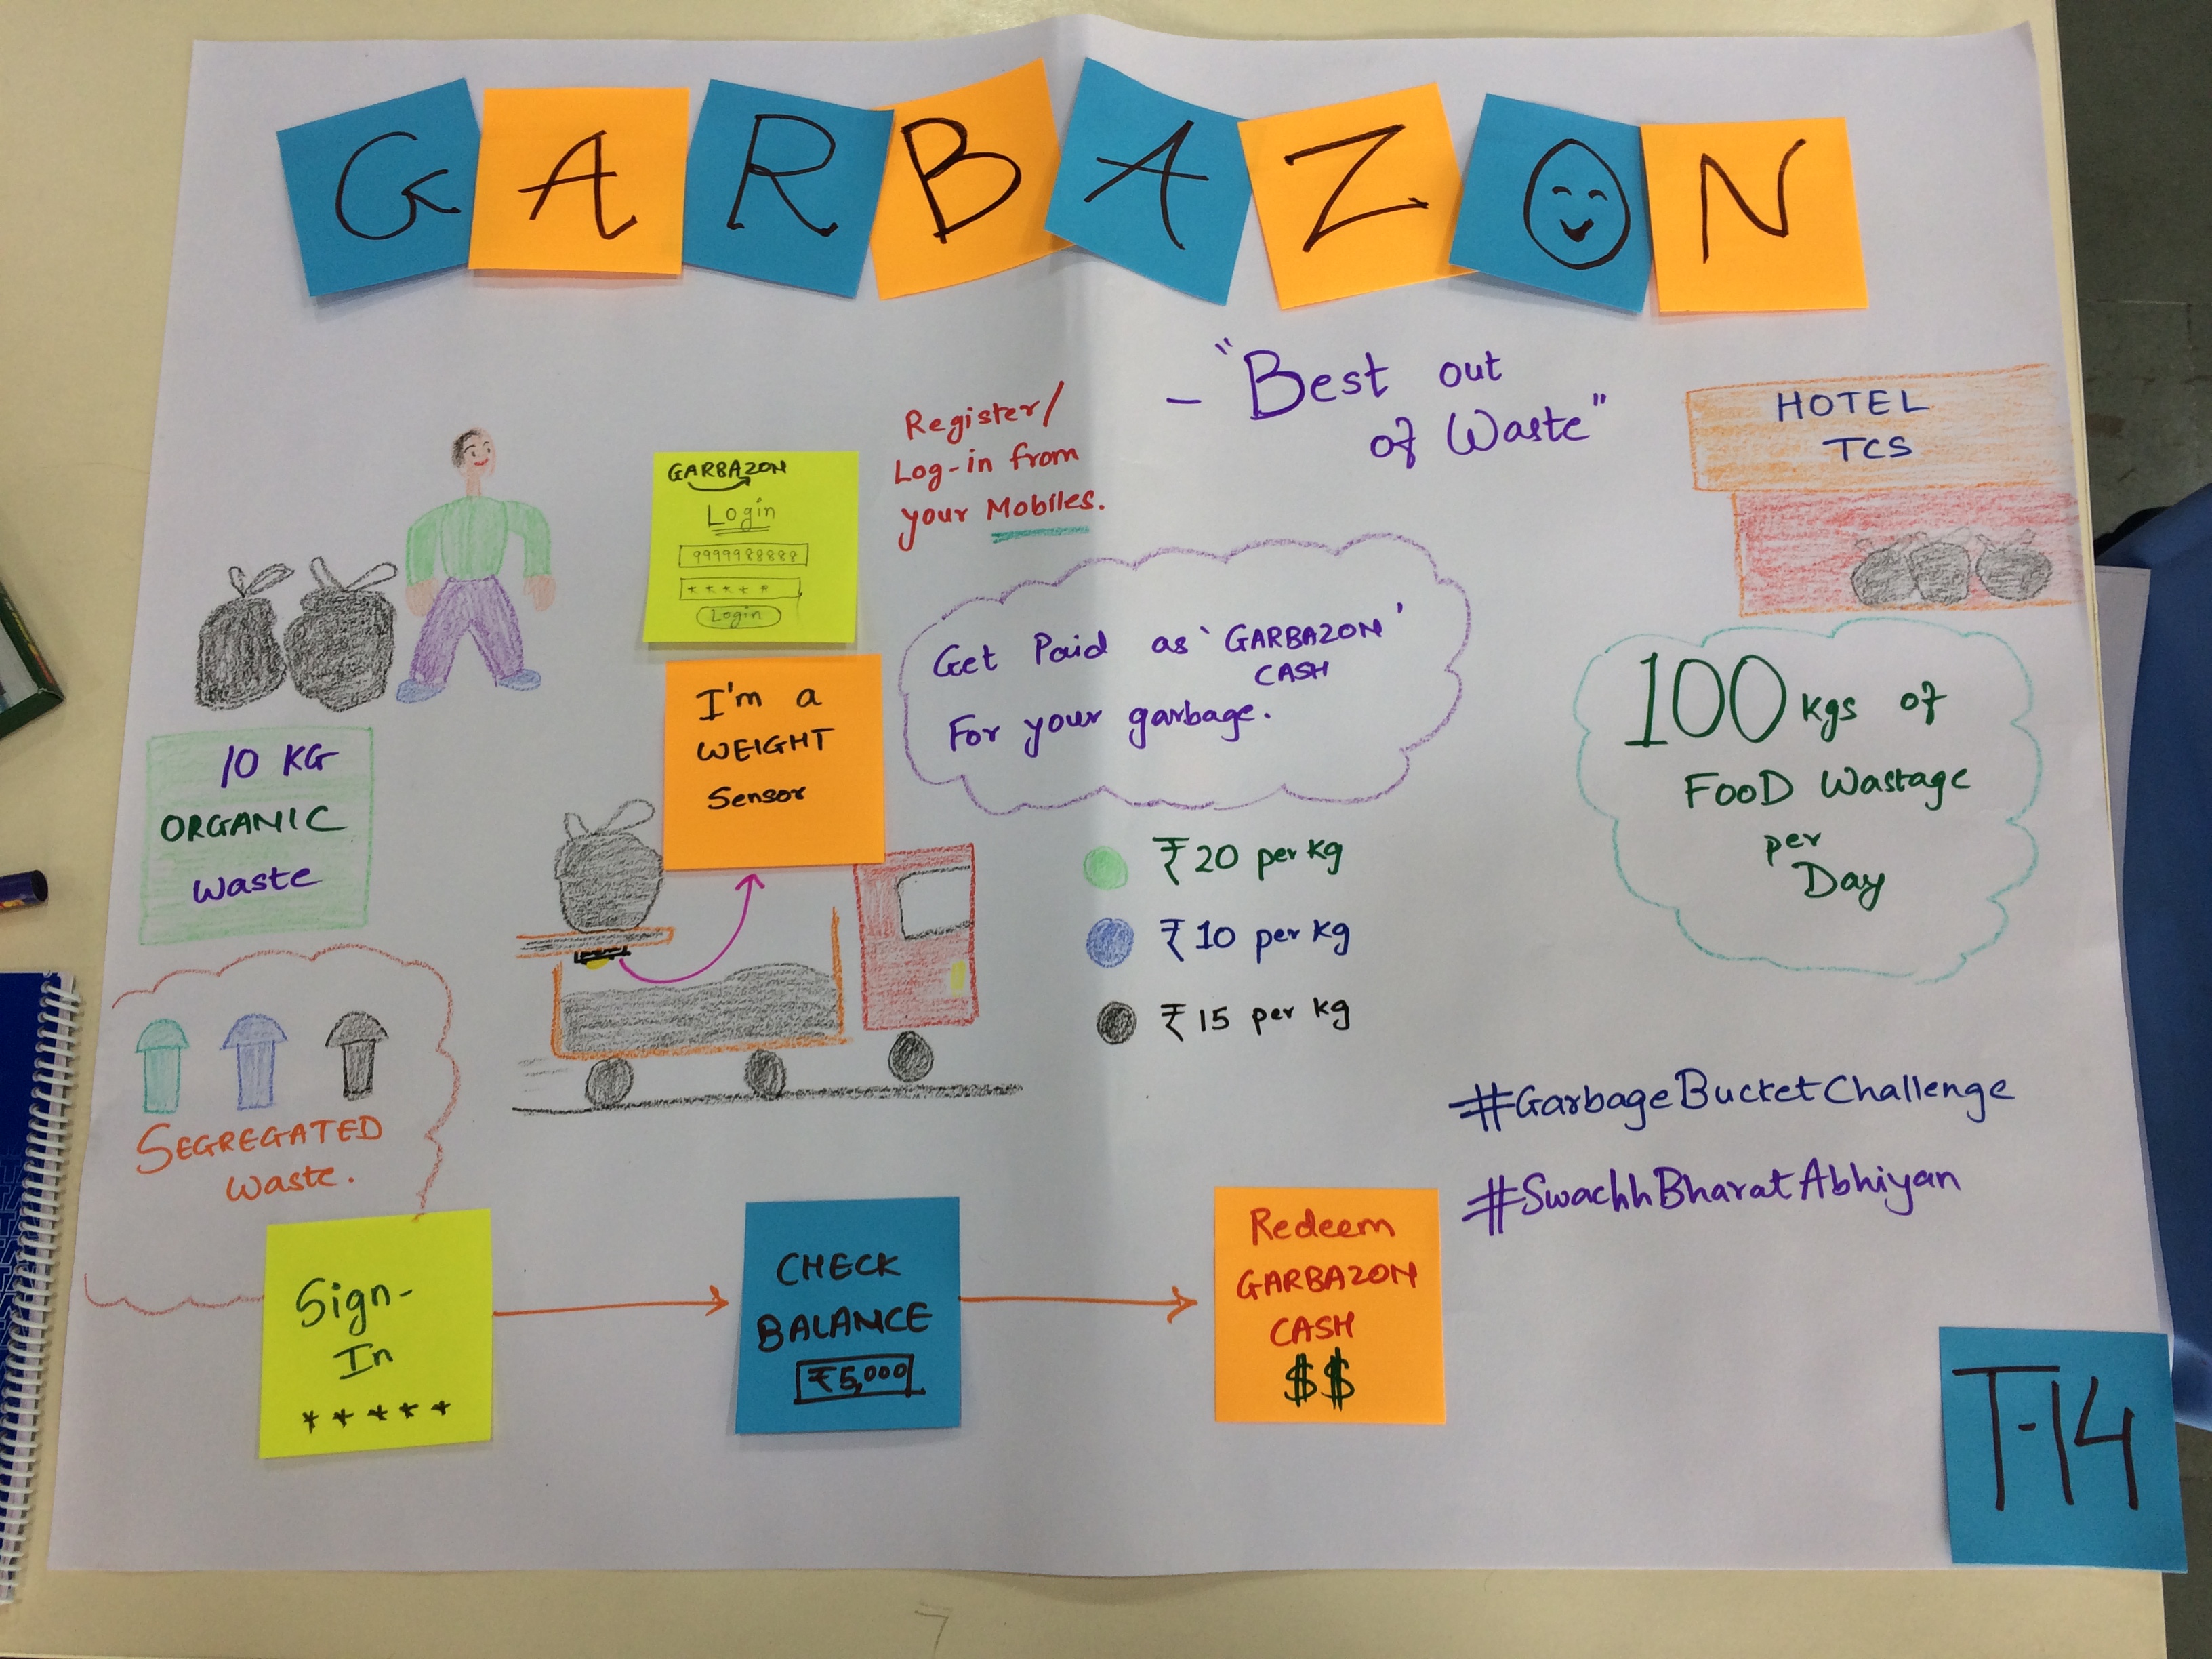 GARBAZON
- "Best out
of Waste"
HOTEL
TCS
GARBAZON
Login
9999988888
*****
Login
Register/
Log-in from
your Mobiles.
10 KG
ORGANIC
Waste
I'm a
WEIGHT
Sensor
Get Paid as 'GARBAZON'
CASH
For your garbage.
100 kgs of
FOOD Wastage
per
Day
SEGREGATED
Waste.
₹ 20 per kg
₹ 10 per kg
₹ 15 per kg
#GarbageBucketChallenge
#SwachhBharatAbhiyan
Sign-
In
*****
CHECK
BALANCE
₹5,000
Redeem
GARBAZON
CASH
$$
T-14